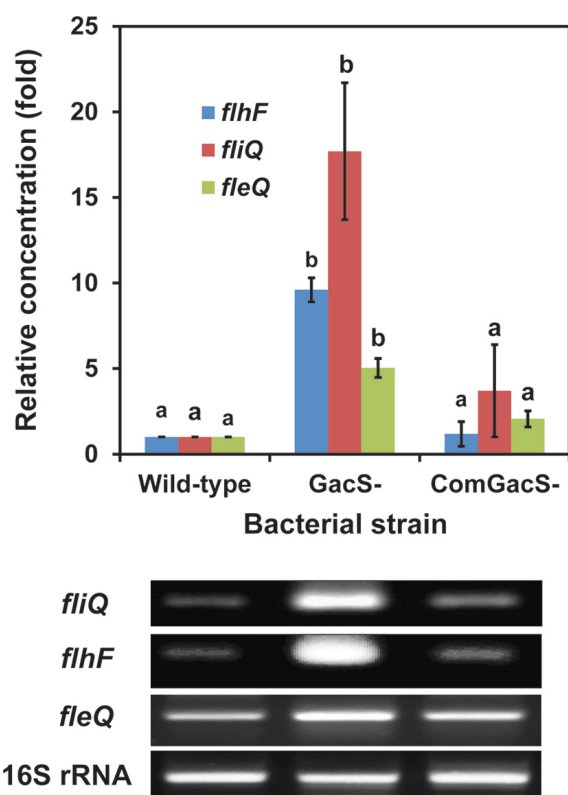 Relative concentration (fold)
25
20
15
10
5
0
flhF
fliQ
fleQ
a a a
b b b
a a a
Wild-type GacS- ComGacS-
Bacterial strain
fliQ
flhF
fleQ
16S rRNA